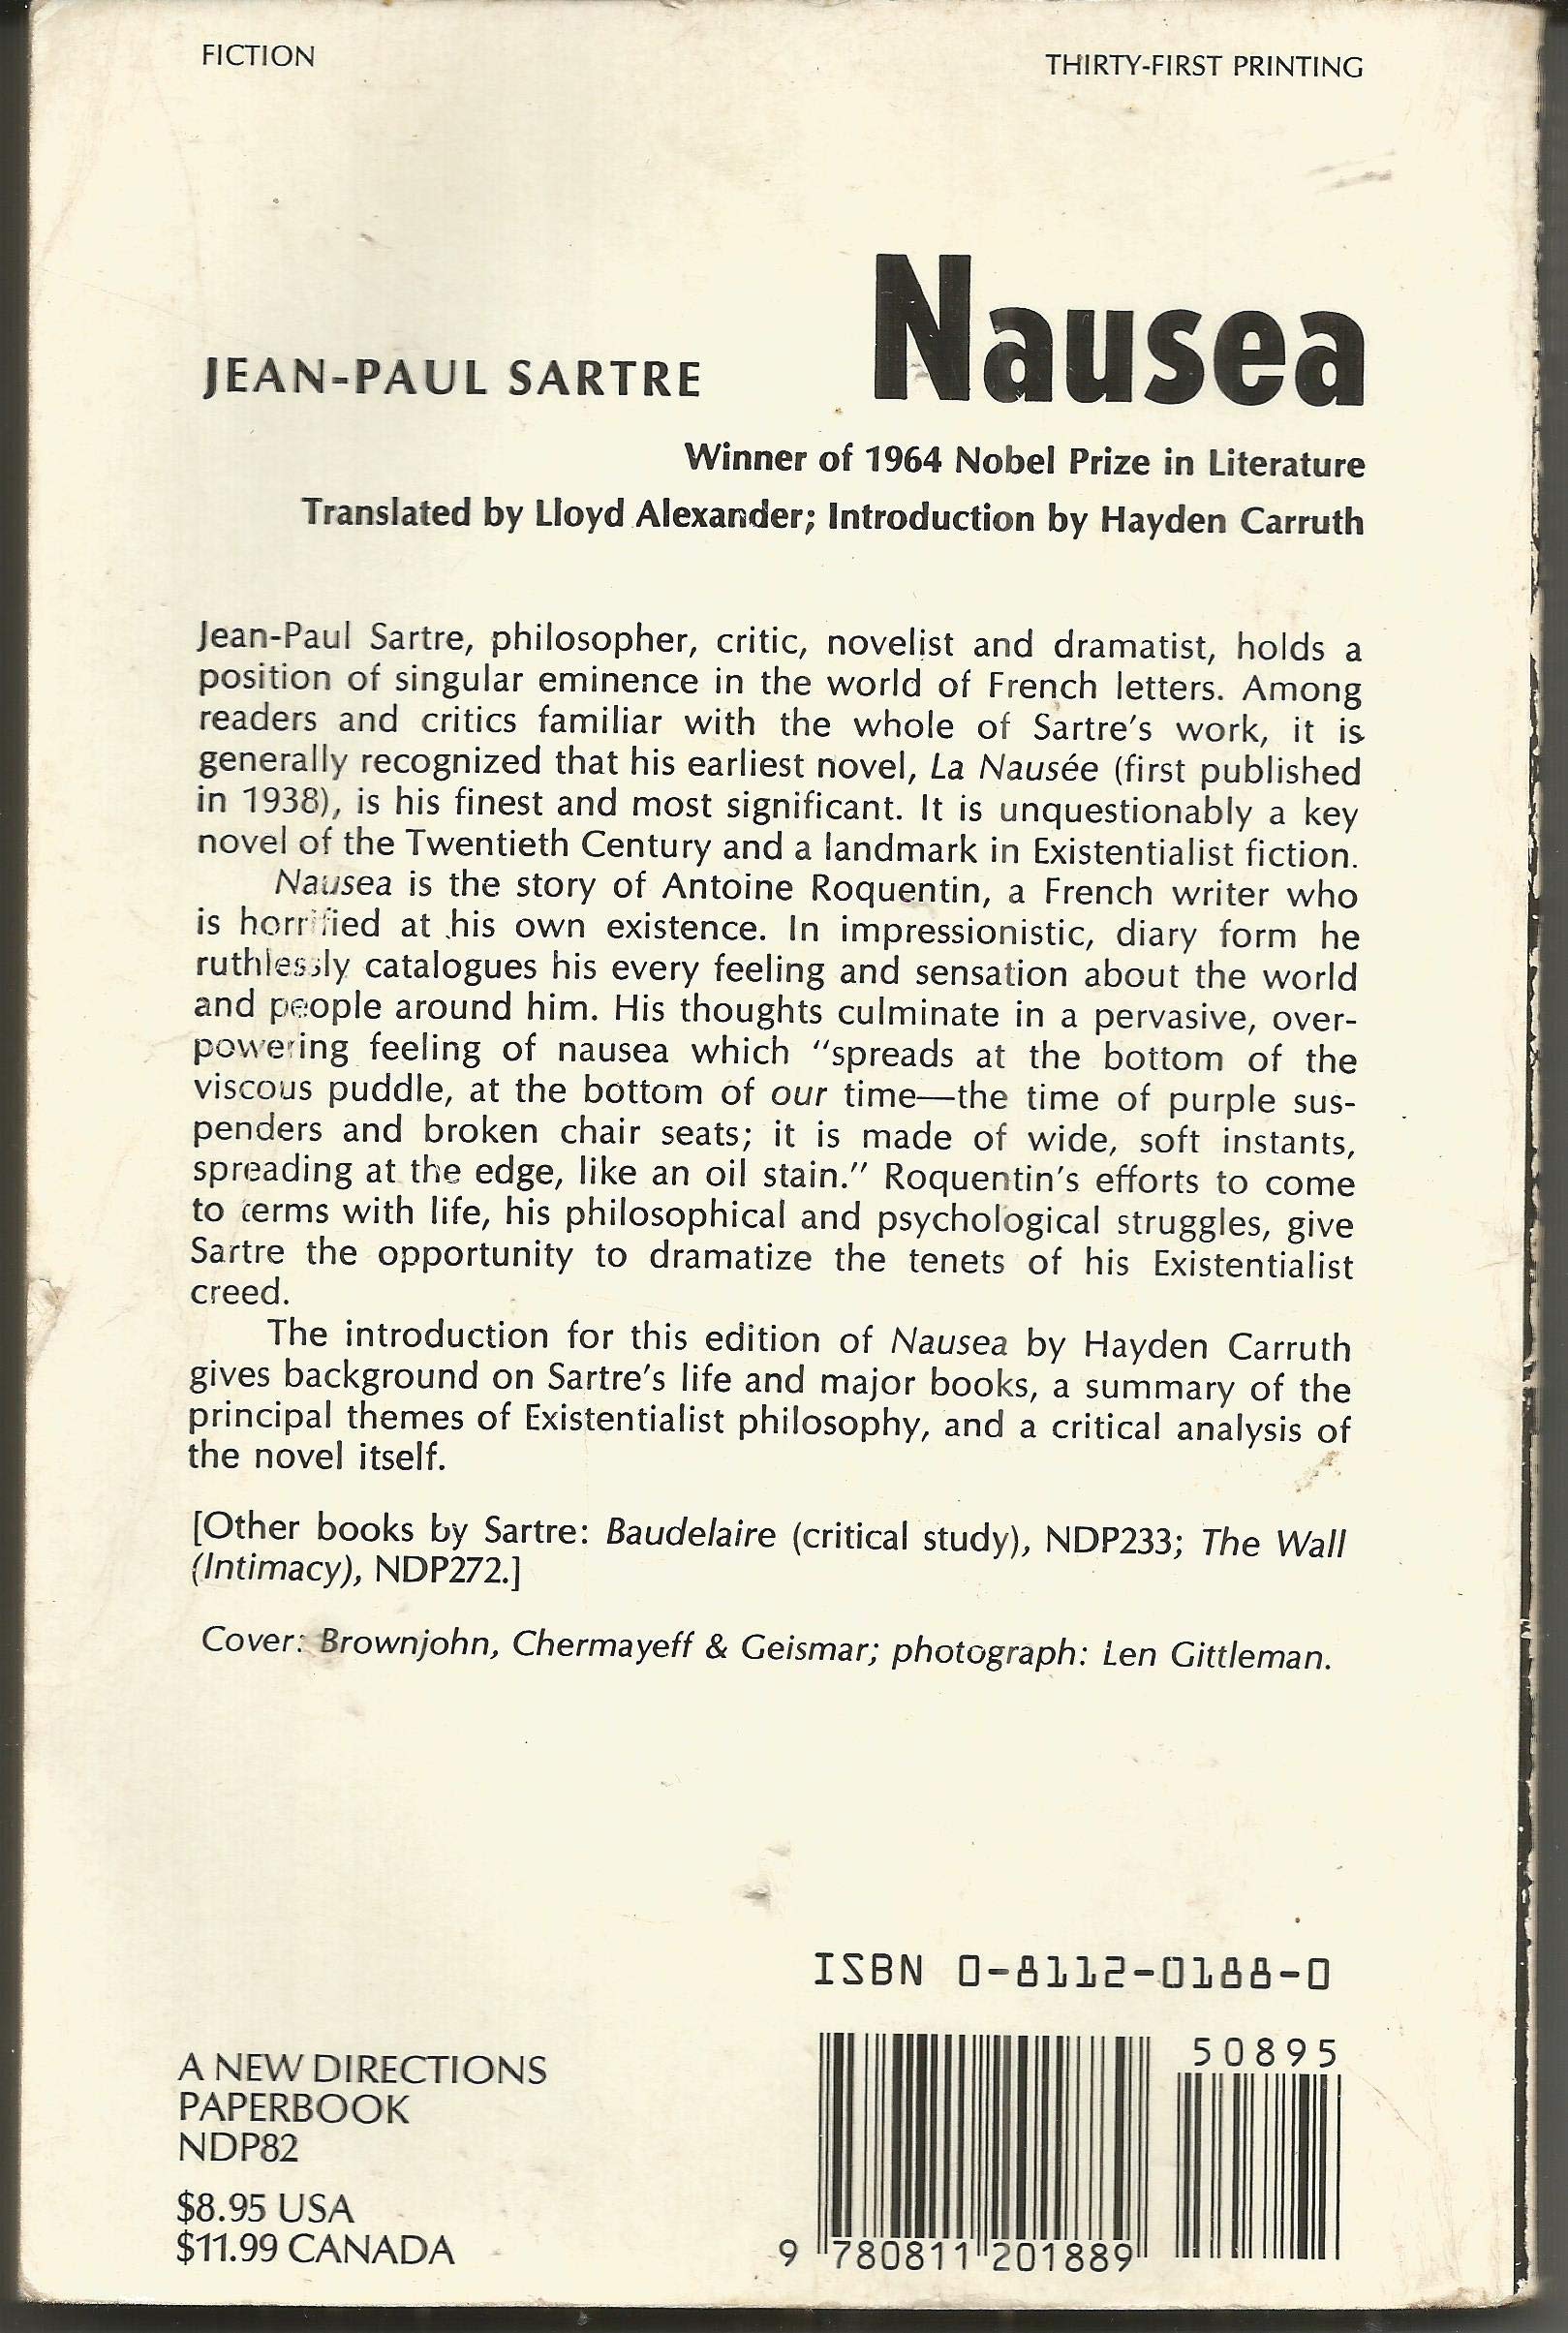 FICTION
THIRTY-FIRST PRINTING
Nausea
JEAN-PAUL SARTRE
Winner of 1964 Nobel Prize in Literature
Translated by Lloyd Alexander; Introduction by Hayden Carruth
Jean-Paul Sartre, philosopher, critic, novelist and dramatist, holds a
position of singular eminence in the world of French letters. Among
readers and critics familiar with the whole of Sartre's work, it is
generally recognized that his earliest novel, La Nausée (first published
in 1938), is his finest and most significant. It is unquestionably a key
novel of the Twentieth Century and a landmark in Existentialist fiction.
Nausea is the story of Antoine Roquentin, a French writer who
is horrified at his own existence. In impressionistic, diary form he
ruthlessly catalogues his every feeling and sensation about the world
and people around him. His thoughts culminate in a pervasive, over-
powering feeling of nausea which "spreads at the bottom of the
viscous puddle, at the bottom of our time—the time of purple sus-
penders and broken chair seats; it is made of wide, soft instants,
spreading at the edge, like an oil stain." Roquentin's efforts to come
to terms with life, his philosophical and psychological struggles, give
Sartre the opportunity to dramatize the tenets of his Existentialist
creed.
The introduction for this edition of Nausea by Hayden Carruth
gives background on Sartre's life and major books, a summary of the
principal themes of Existentialist philosophy, and a critical analysis of
the novel itself.
[Other books by Sartre: Baudelaire (critical study), NDP233; The Wall
(Intimacy), NDP272.]
Cover: Brownjohn, Chermayeff & Geismar; photograph: Len Gittleman.
ISBN 0-8112-0188-0
50895
A NEW DIRECTIONS
PAPERBOOK
NDP82
$8.95 USA
$11.99 CANADA
9 780811 201889